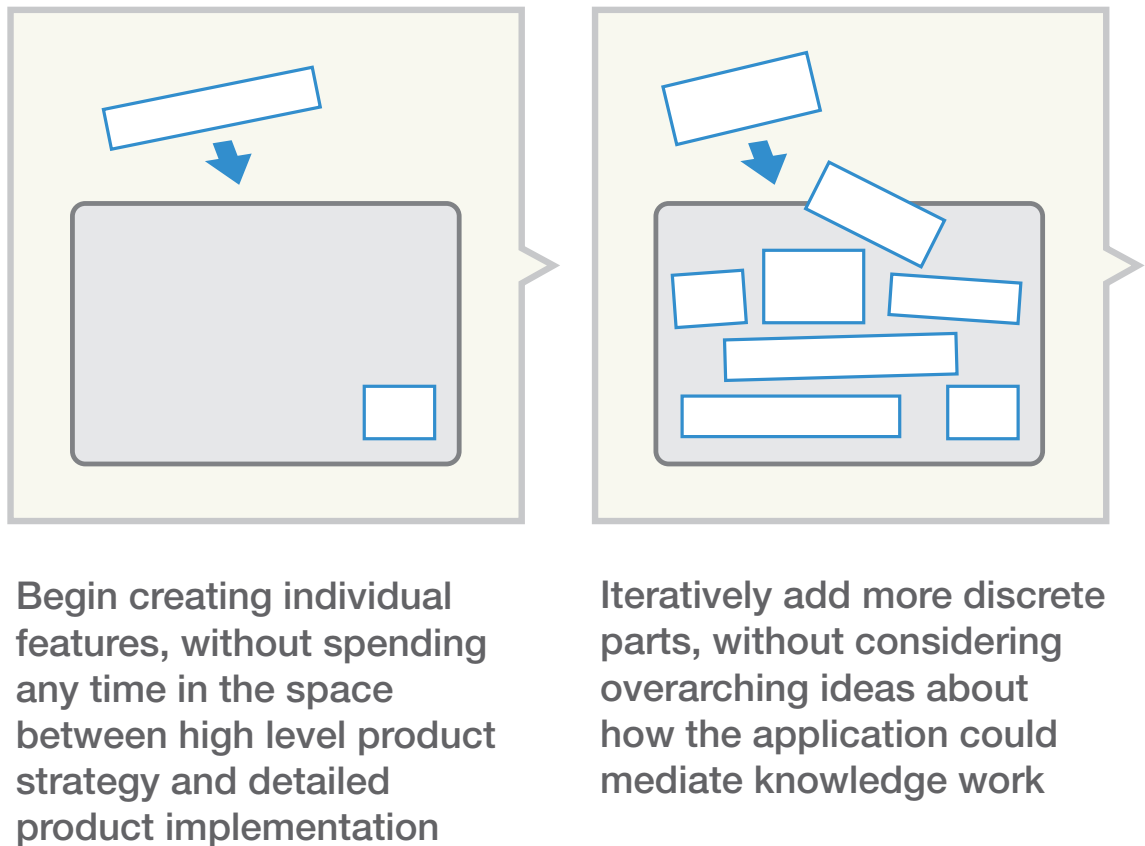 Begin creating individual
features, without spending
any time in the space
between high level product
strategy and detailed
product implementation
Iteratively add more discrete
parts, without considering
overarching ideas about
how the application could
mediate knowledge work